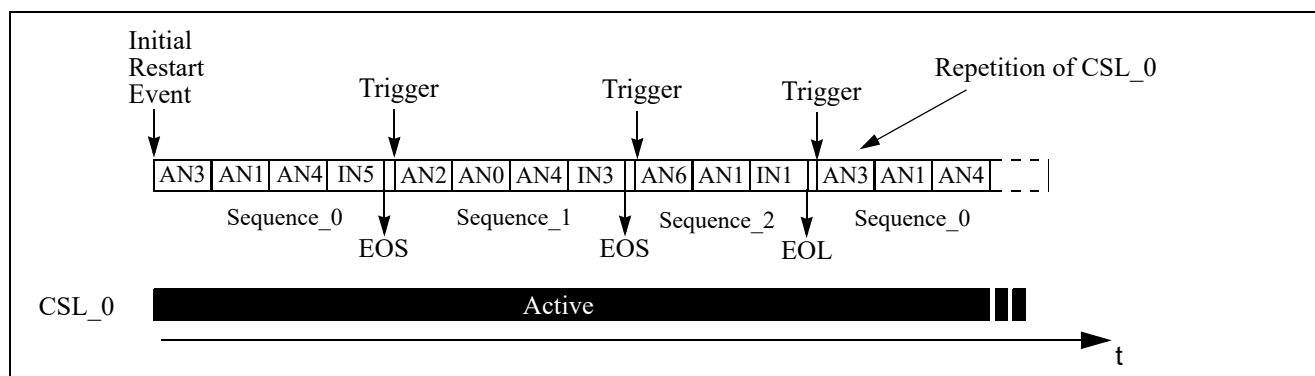 Initial
Restart
Event
Trigger
Trigger
Trigger
Repetition of CSL_0
AN3 AN1 AN4 IN5 AN2 AN0 AN4 IN3 AN6 AN1 IN1 AN3 AN1 AN4
Sequence_0 Sequence_1 Sequence_2 Sequence_0
EOS EOS EOL
CSL_0 Active
t